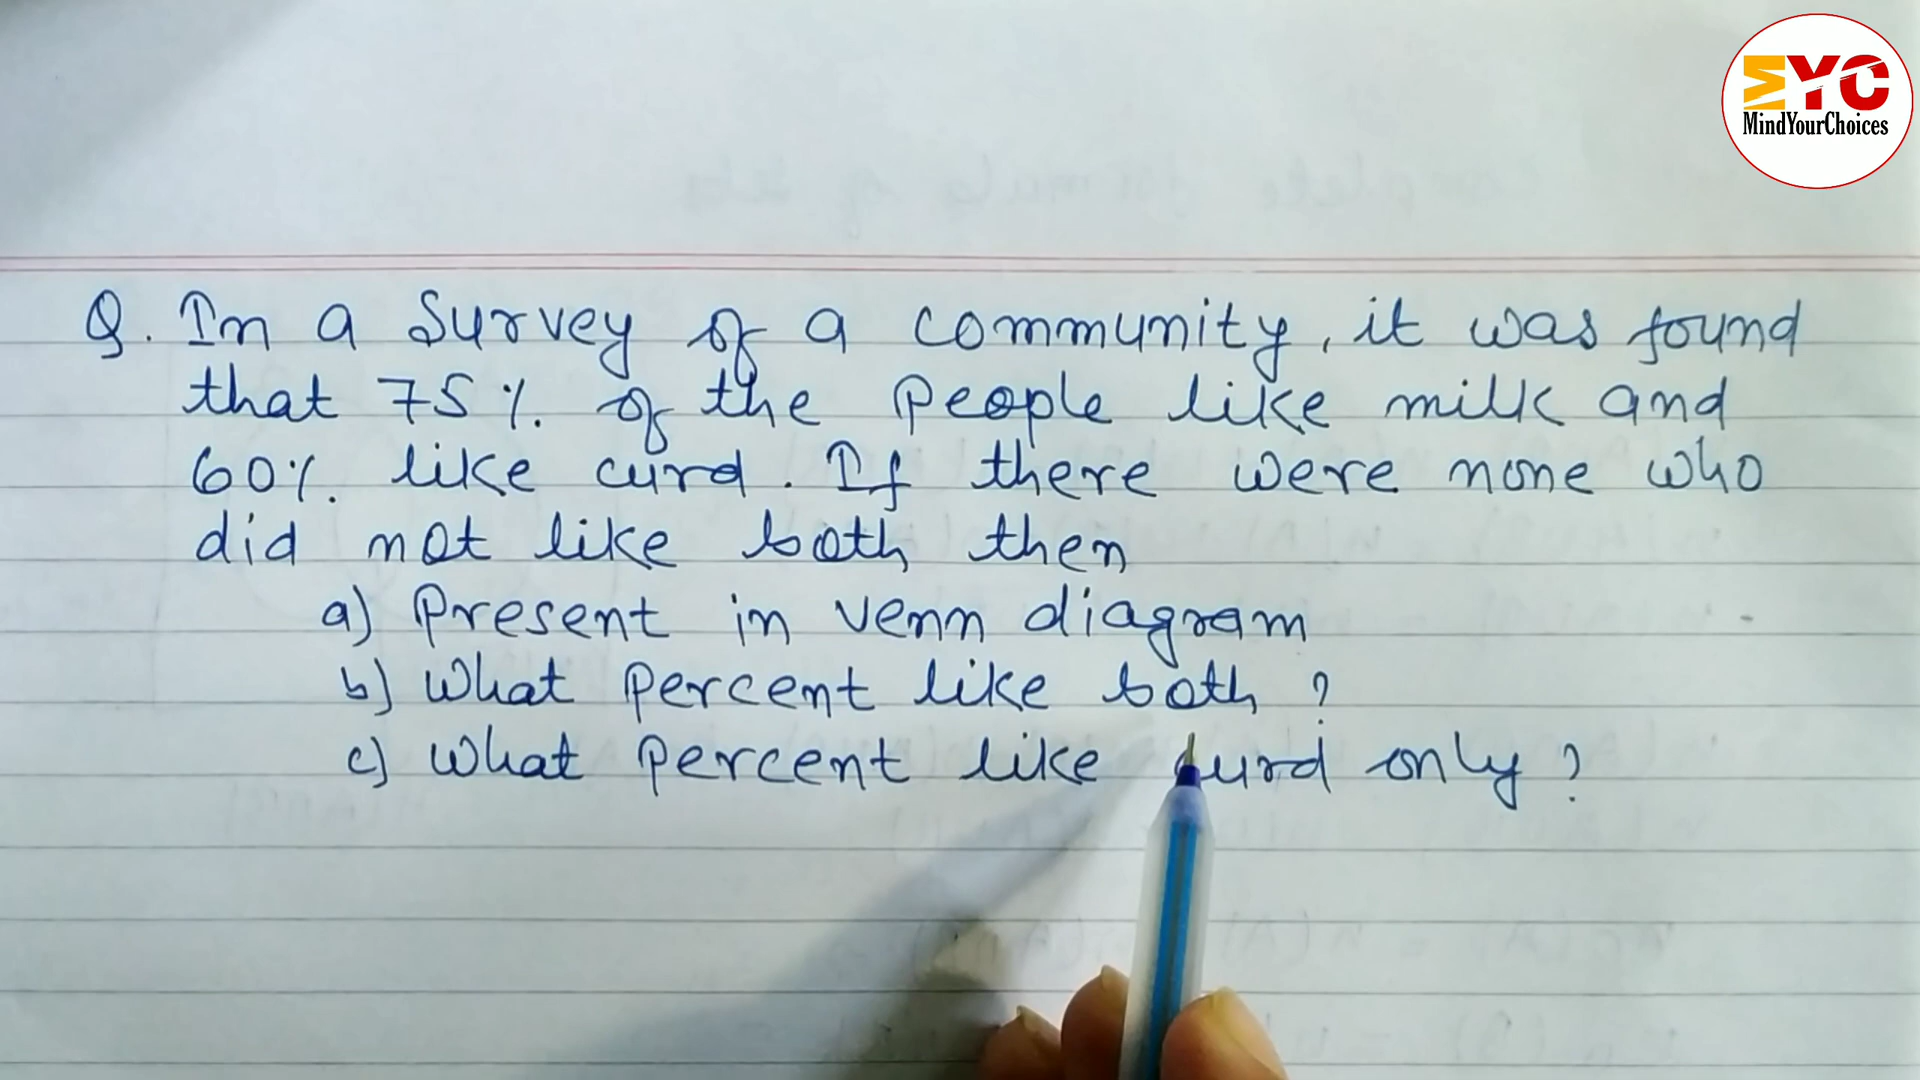 MYC
MindYourChoices
Q. In a survey of a community, it was found
that 75%. of the people like milk and
60%. like curd. If there were none who
did not like both then
a) Present in venn diagram
b) What percent like both?
c) What percent like curd only?